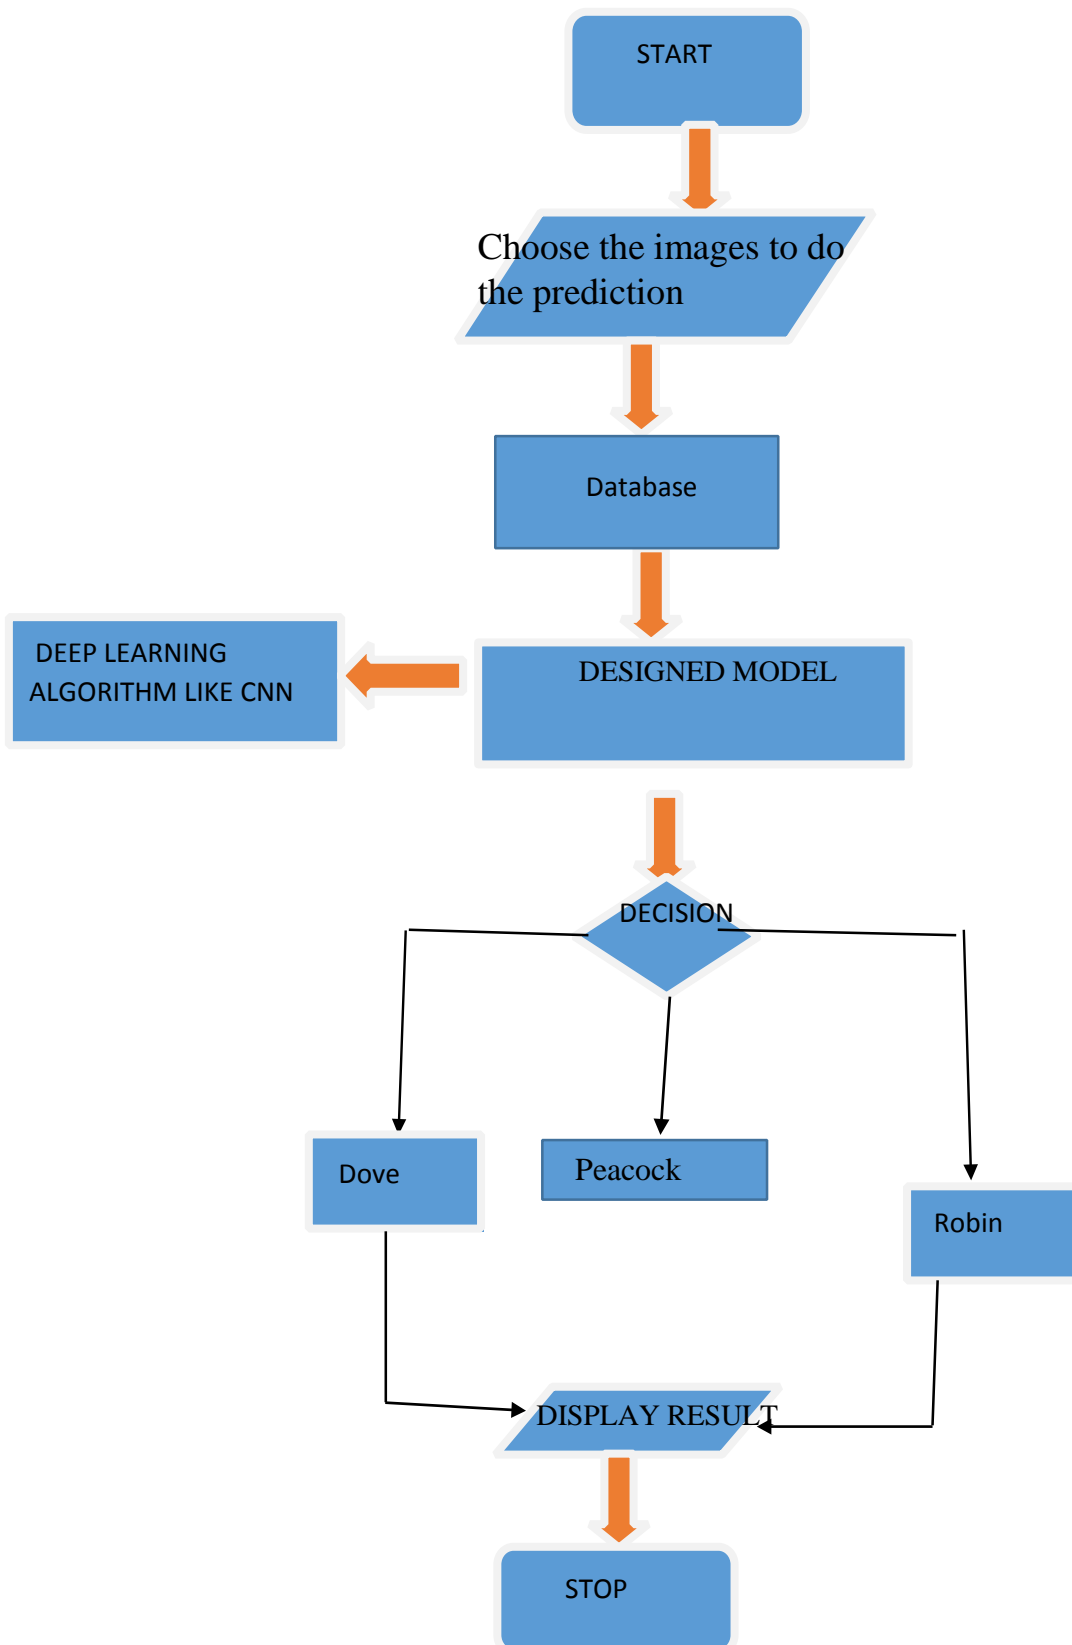 START
Choose the images to do
the prediction
Database
DEEP LEARNING
ALGORITHM LIKE CNN
DESIGNED MODEL
DECISION
Dove
Peacock
Robin
DISPLAY RESULT
STOP